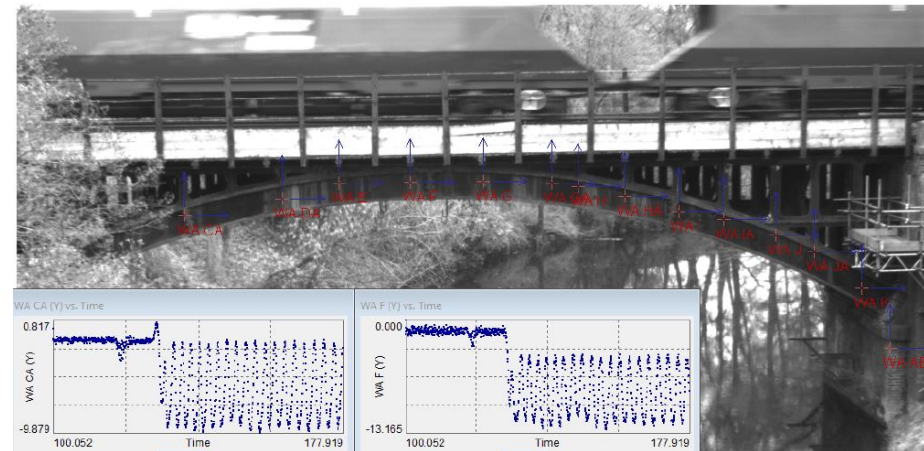 WA CA
WA DA
WA E
WA F
WA G
WA HA
WA IA
WA J
WA JA
WA K
WA AB
WA CA (Y) vs. Time
WA F (Y) vs. Time
0.817
WA CA (Y)
-9.879
100.052
Time
177.919
0.000
WA F (Y)
-13.165
100.052
Time
177.919